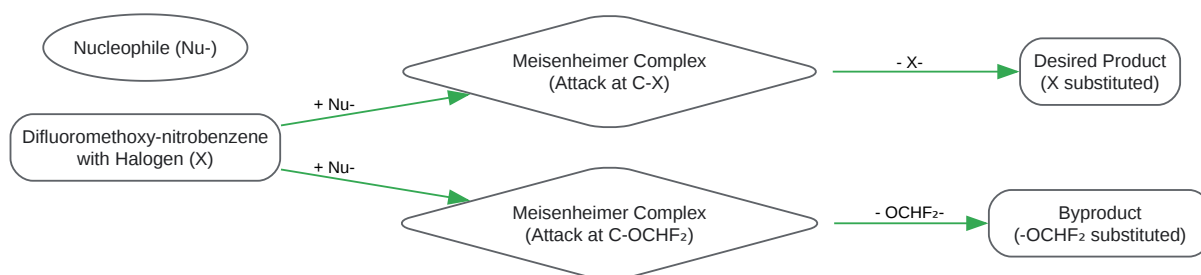 Nucleophile (Nu-)
Difluoromethoxy-nitrobenzene
with Halogen (X)
+ Nu-
+ Nu-
Meisenheimer Complex
(Attack at C-X)
- X-
Desired Product
(X substituted)
Meisenheimer Complex
(Attack at C-OCHF₂)
- OCHF₂-
Byproduct
(-OCHF₂ substituted)